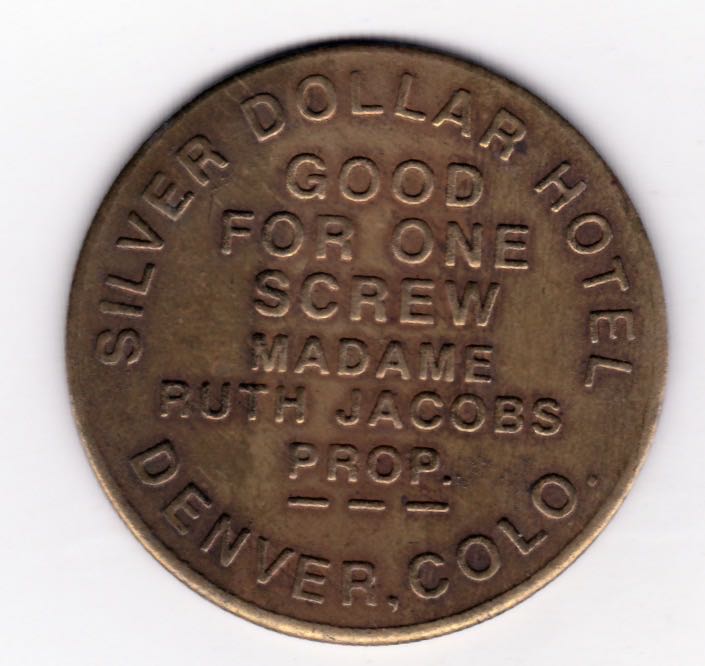 SILVER DOLLAR HOTEL
GOOD
FOR ONE
SCREW
MADAME
RUTH JACOBS
PROP.
DENVER, COLO.